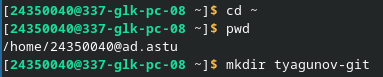 [24350040@337-glk-pc-08 ~]$ cd ~
[24350040@337-glk-pc-08 ~]$ pwd
/home/24350040@ad.astu
[24350040@337-glk-pc-08 ~]$ mkdir tyagunov-git